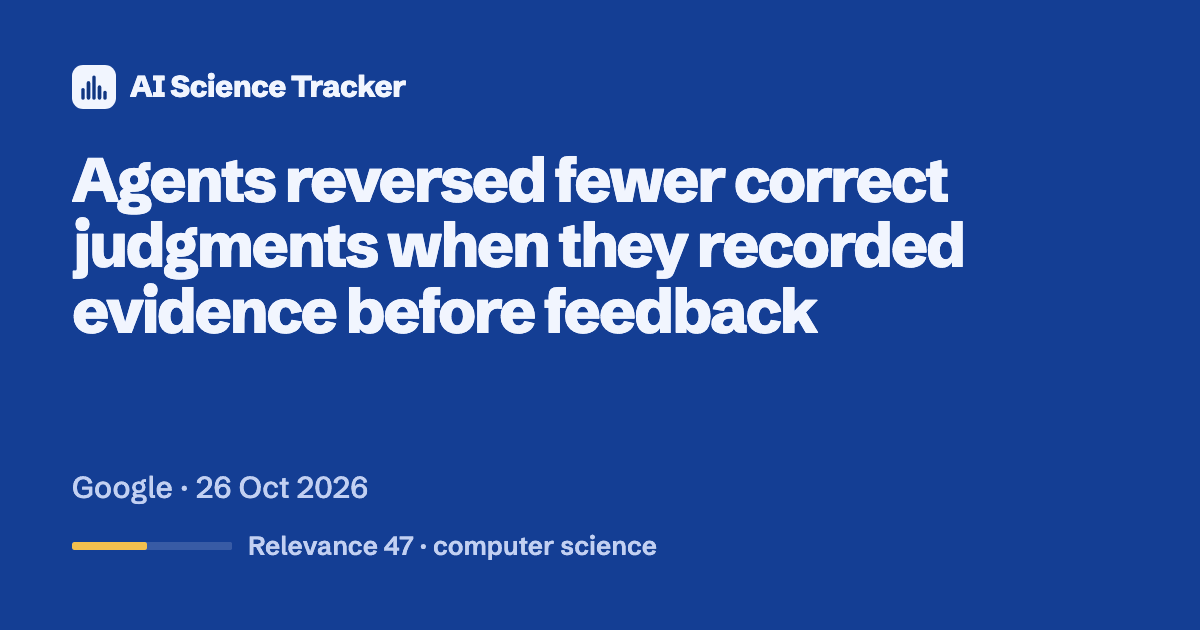 AI Science Tracker
Agents reversed fewer correct
judgments when they recorded
evidence before feedback
Google · 26 Oct 2026
Relevance 47 · computer science